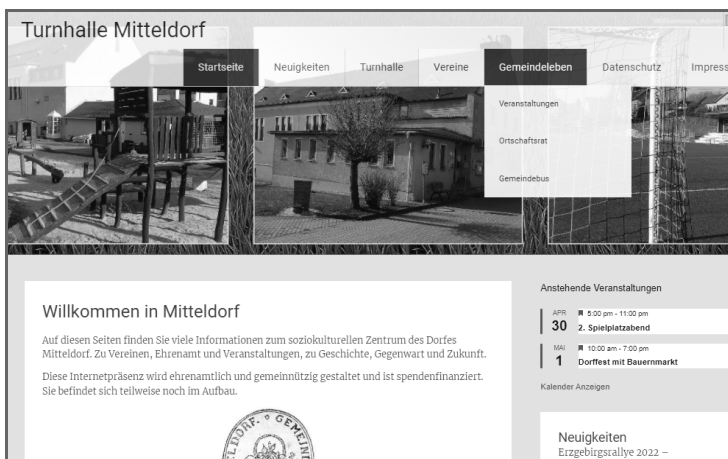 Turnhalle Mitteldorf
Startseite Neuigkeiten Turnhalle Vereine Gemeindeleben Datenschutz Impress
Veranstaltungen
Ortschaftsrat
Gemeindebus
Willkommen in Mitteldorf
Auf diesen Seiten finden Sie viele Informationen zum soziokulturellen Zentrum des Dorfes
Mitteldorf. Zu Vereinen, Ehrenamt und Veranstaltungen, zu Geschichte, Gegenwart und Zukunft.
Diese Internetpräsenz wird ehrenamtlich und gemeinnützig gestaltet und ist spendenfinanziert.
Sie befindet sich teilweise noch im Aufbau.
ELDORF. * GEMEIND
Anstehende Veranstaltungen
APR
30
5:00 pm - 11:00 pm
2. Spielplatzabend
MAI
1
10:00 am - 7:00 pm
Dorffest mit Bauernmarkt
Kalender Anzeigen
Neuigkeiten
Erzgebirgsrallye 2022 –